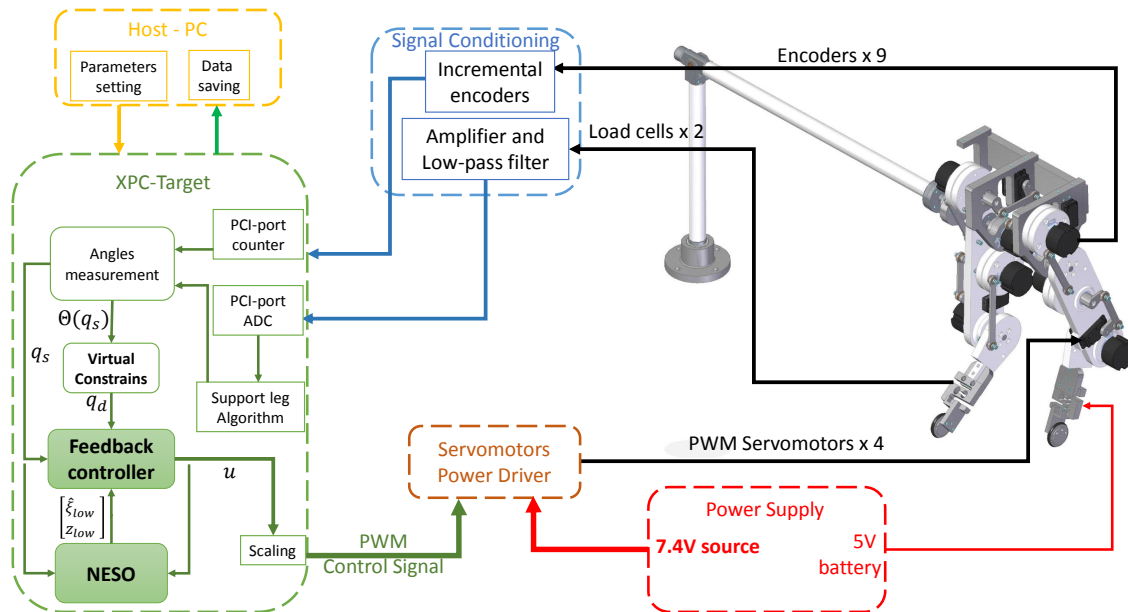 Host - PC
Parameters
setting
Data
saving
Signal Conditioning
Incremental
encoders
Amplifier and
Low-pass filter
Encoders x 9
Load cells x 2
XPC-Target
PCI-port
counter
Angles
measurement
PCI-port
ADC
Θ(q_s)
q_s
Virtual
Constrains
q_d
Support leg
Algorithm
Feedback
controller
u
[ξ̂_low
z_low]
NESO
Scaling
PWM
Control Signal
Servomotors
Power Driver
PWM Servomotors x 4
Power Supply
7.4V source
5V
battery